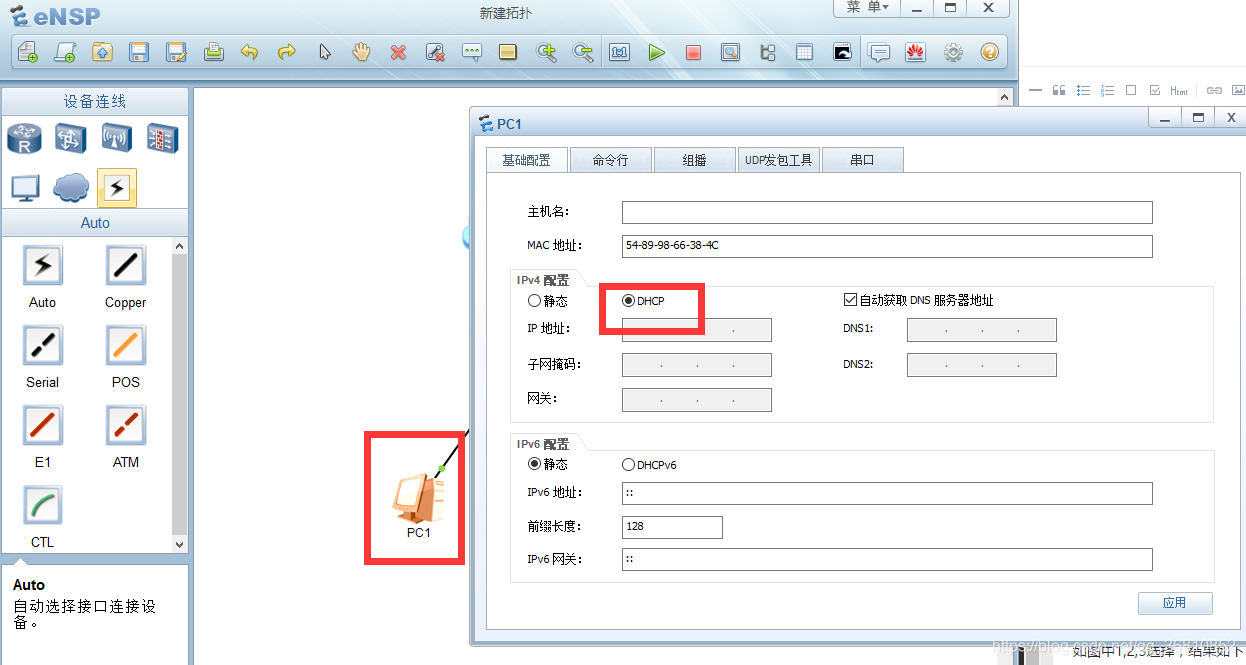 eNSP
新建拓扑
菜 单
1:1
Html
设备连线
R
Auto
Auto
Copper
Serial
POS
E1
ATM
CTL
Auto
自动选择接口连接设
备。
PC1
PC1
基础配置
命令行
组播
UDP发包工具
串口
主机名:
MAC 地址:
54-89-98-66-38-4C
IPv4 配置
静态
DHCP
自动获取 DNS 服务器地址
IP 地址:
DNS1:
子网掩码:
DNS2:
网关:
IPv6 配置
静态
DHCPv6
IPv6 地址:
::
前缀长度:
128
IPv6 网关:
::
应用
如图中1,2,3选择，结果如下